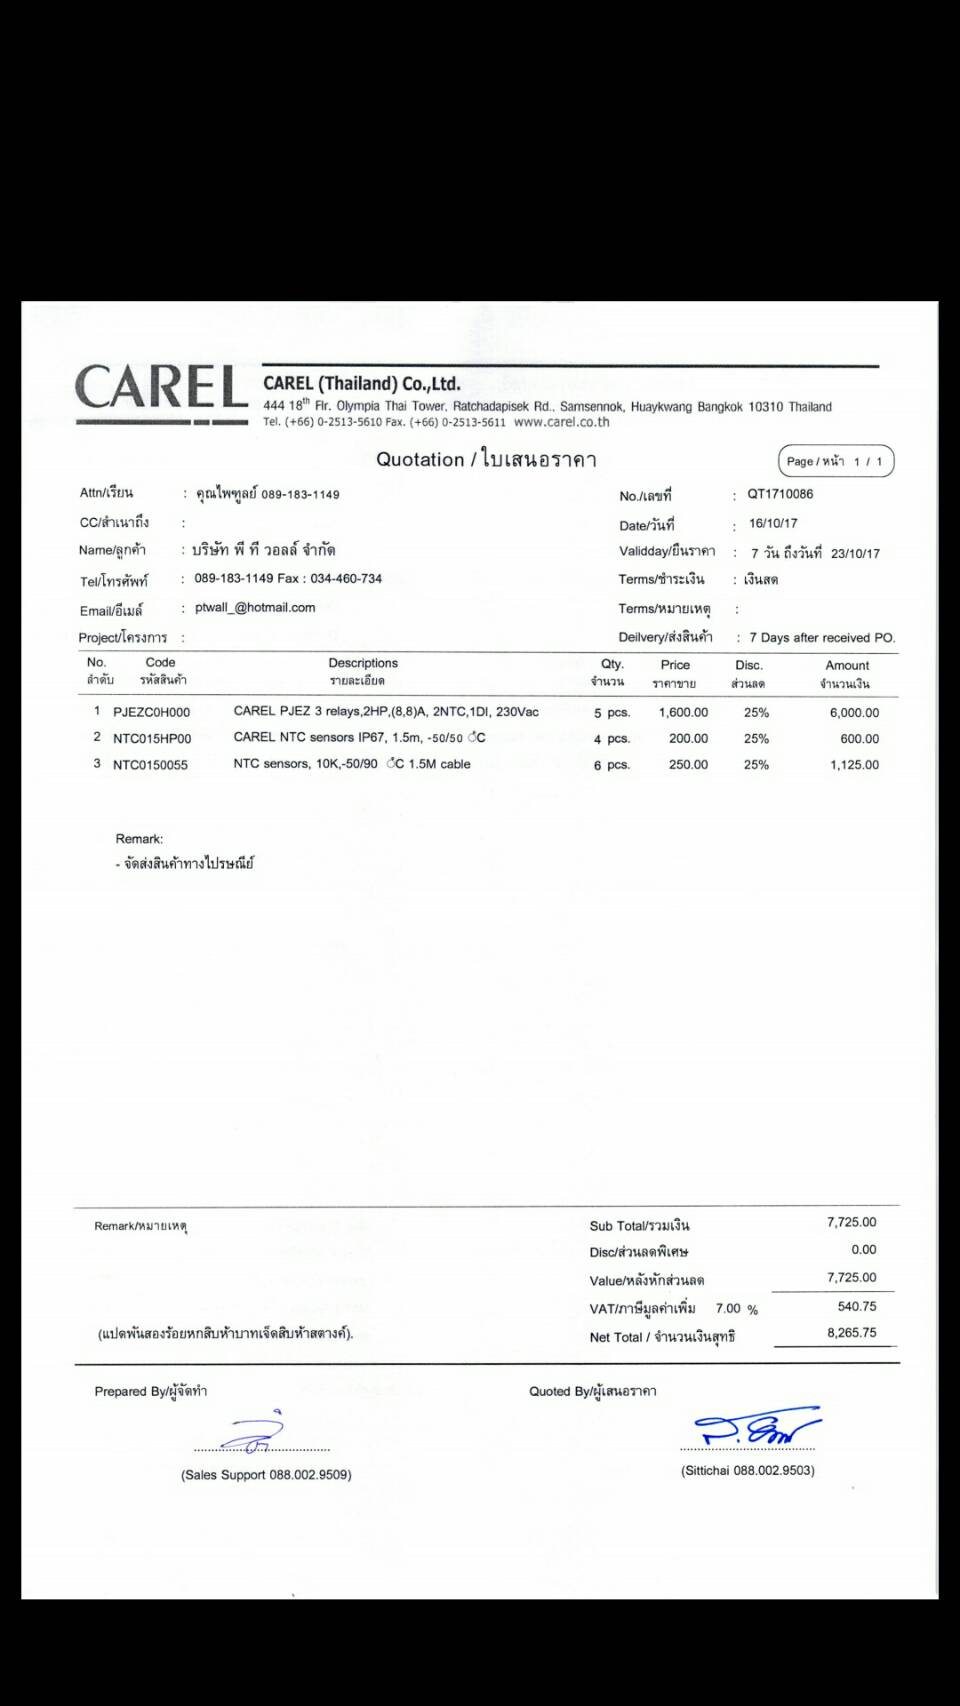 CAREL
CAREL (Thailand) Co.,Ltd.
444 18th Flr. Olympia Thai Tower, Ratchadapisek Rd., Samsennok, Huaykwang Bangkok 10310 Thailand
Tel. (+66) 0-2513-5610 Fax. (+66) 0-2513-5611 www.carel.co.th
Quotation / ใบเสนอราคา
Page / หน้า 1 / 1
Attn/เรียน : คุณไพฑูลย์ 089-183-1149
No./เลขที่ : QT1710086
CC/สำเนาถึง :
Date/วันที่ : 16/10/17
Name/ลูกค้า : บริษัท พี ที วอลล์ จำกัด
Validday/ยืนราคา : 7 วัน ถึงวันที่ 23/10/17
Tel/โทรศัพท์ : 089-183-1149 Fax : 034-460-734
Terms/ชำระเงิน : เงินสด
Email/อีเมล์ : ptwall_@hotmail.com
Terms/หมายเหตุ :
Project/โครงการ :
Deilvery/ส่งสินค้า : 7 Days after received PO.
No. Code Descriptions Qty. Price Disc. Amount
ลำดับ รหัสสินค้า รายละเอียด จำนวน ราคาขาย ส่วนลด จำนวนเงิน
1 PJEZC0H000 CAREL PJEZ 3 relays,2HP,(8,8)A, 2NTC,1DI, 230Vac 5 pcs. 1,600.00 25% 6,000.00
2 NTC015HP00 CAREL NTC sensors IP67, 1.5m, -50/50 ํC 4 pcs. 200.00 25% 600.00
3 NTC0150055 NTC sensors, 10K,-50/90 ํC 1.5M cable 6 pcs. 250.00 25% 1,125.00
Remark:
- จัดส่งสินค้าทางไปรษณีย์
Remark/หมายเหตุ
Sub Total/รวมเงิน 7,725.00
Disc/ส่วนลดพิเศษ 0.00
Value/หลังหักส่วนลด 7,725.00
VAT/ภาษีมูลค่าเพิ่ม 7.00 % 540.75
(แปดพันสองร้อยหกสิบห้าบาทเจ็ดสิบห้าสตางค์).
Net Total / จำนวนเงินสุทธิ 8,265.75
Prepared By/ผู้จัดทำ
Quoted By/ผู้เสนอราคา
(Sales Support 088.002.9509)
(Sittichai 088.002.9503)